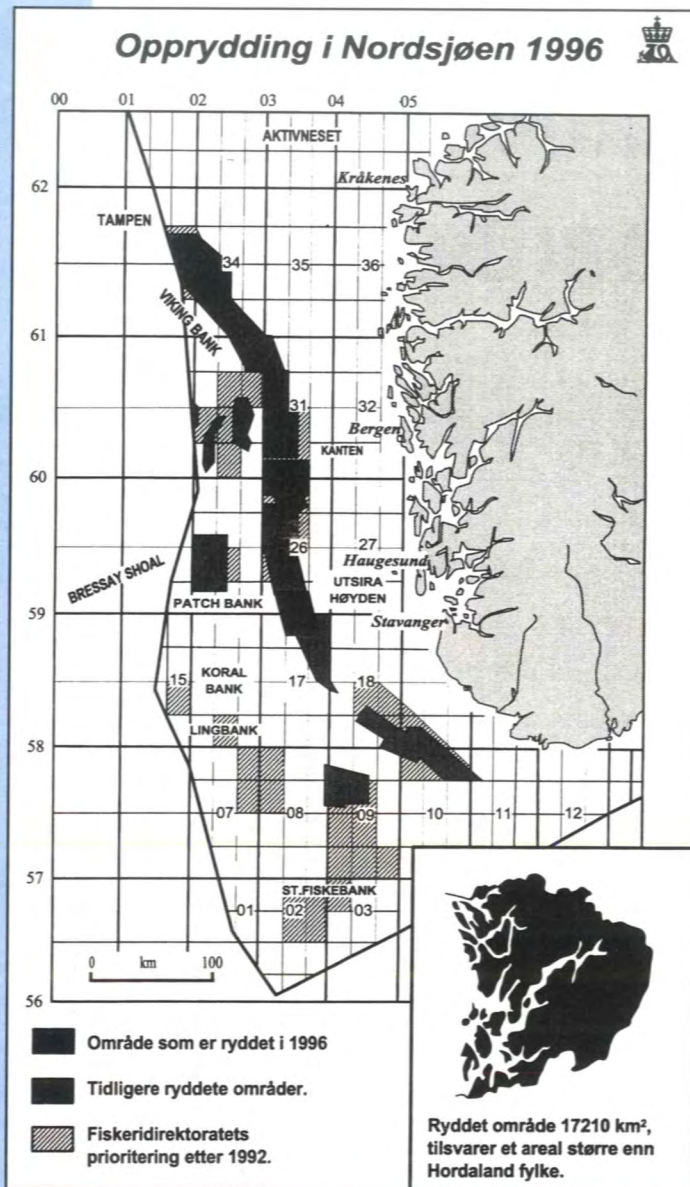 Opprydding i Nordsjøen 1996
00 01 02 03 04 05
AKTIVNESET
Kråkenes
62
TAMPEN
34 35 36
VIKING BANK
61
31 32
Bergen
KANTEN
60
26 27
Haugesund
BRESSAY SHOAL
UTSIRA
HØYDEN
PATCH BANK
59
Stavanger
15 KORAL 17 18
BANK
LINGBANK
58
07 08 09 10 11 12
57
ST.FISKEBANK
01 02 03
0 km 100
56
Område som er ryddet i 1996
Tidligere ryddete områder.
Fiskeridirektoratets
prioritering etter 1992.
Ryddet område 17210 km²,
tilsvarer et areal større enn
Hordaland fylke.